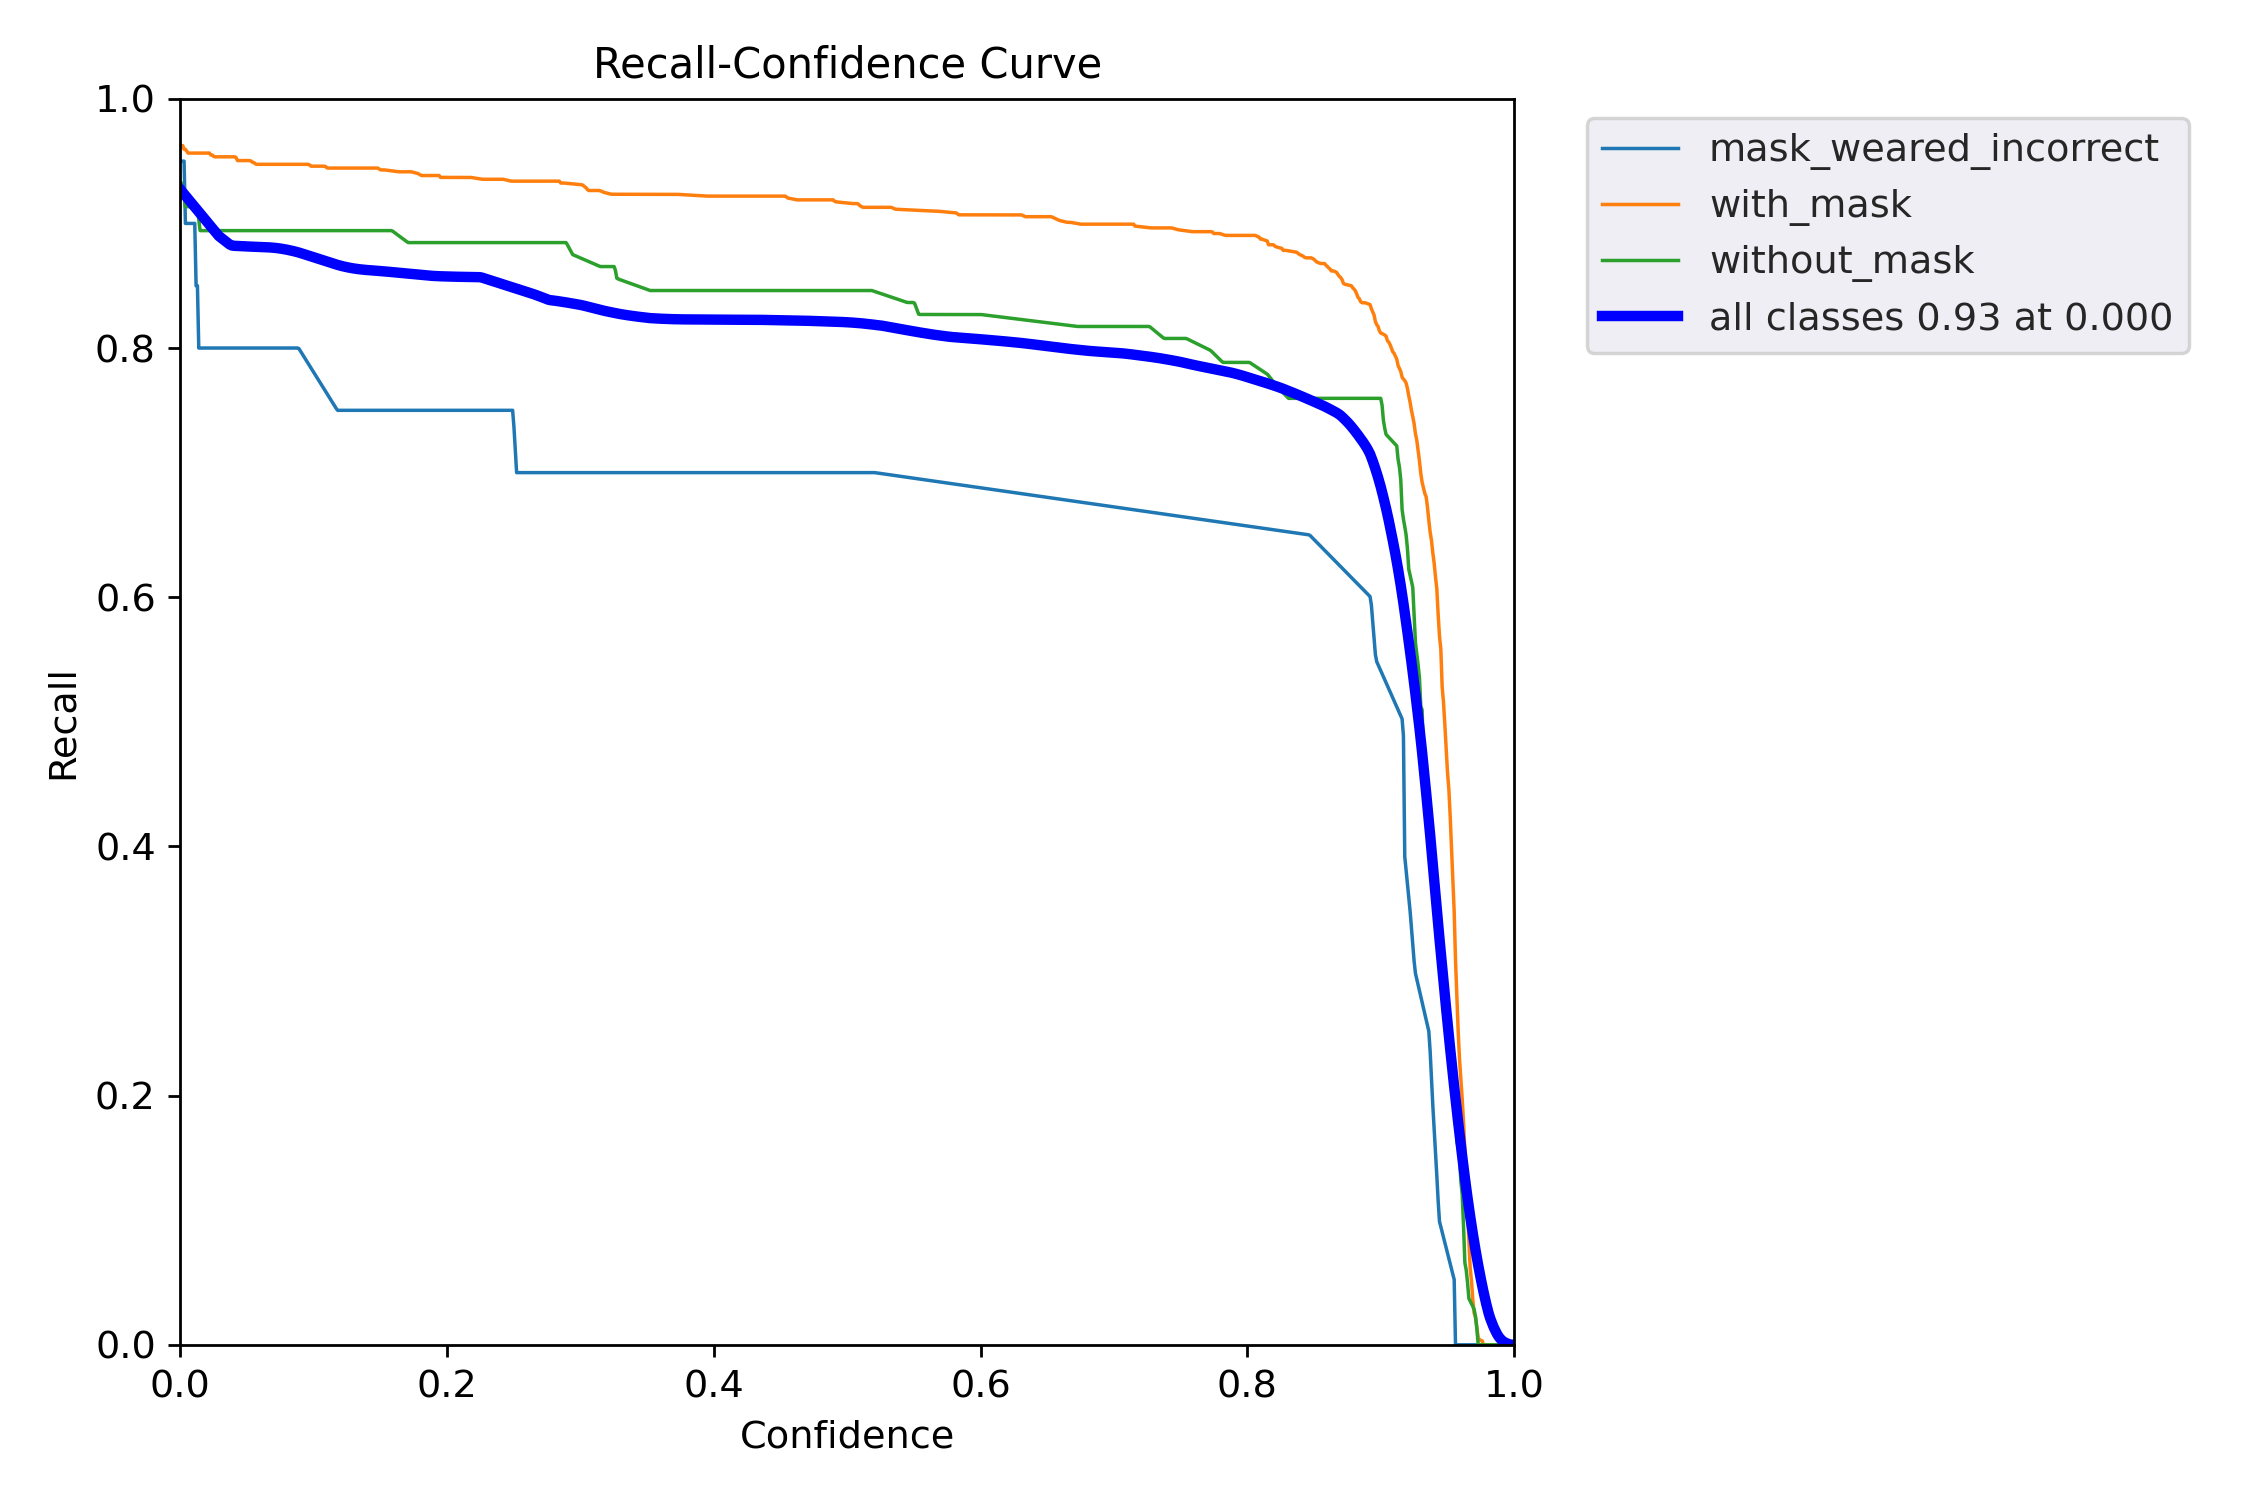 Recall-Confidence Curve
1.0
0.8
0.6
0.4
0.2
0.0
Recall
0.0 0.2 0.4 0.6 0.8 1.0
Confidence
mask_weared_incorrect
with_mask
without_mask
all classes 0.93 at 0.000